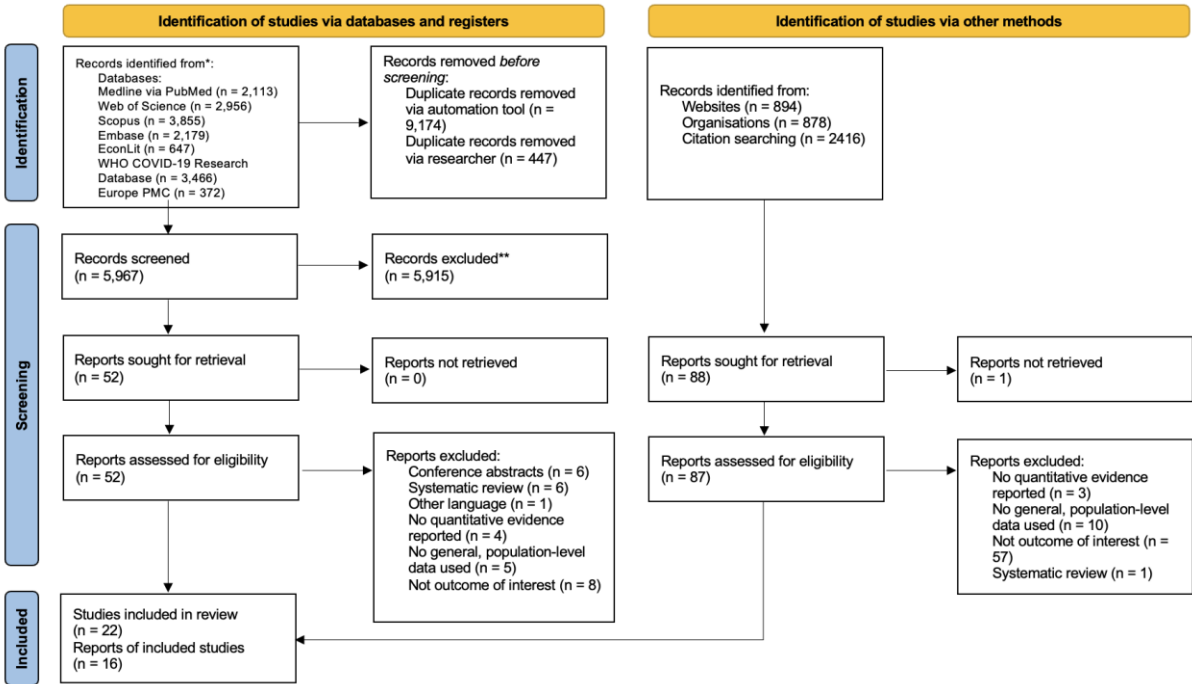 Identification of studies via databases and registers
Identification of studies via other methods
Identification
Records identified from*:
Databases:
Medline via PubMed (n = 2,113)
Web of Science (n = 2,956)
Scopus (n = 3,855)
Embase (n = 2,179)
EconLit (n = 647)
WHO COVID-19 Research
Database (n = 3,466)
Europe PMC (n = 372)
Records removed before
screening:
Duplicate records removed
via automation tool (n =
9,174)
Duplicate records removed
via researcher (n = 447)
Records identified from:
Websites (n = 894)
Organisations (n = 878)
Citation searching (n = 2416)
Screening
Records screened
(n = 5,967)
Records excluded**
(n = 5,915)
Reports sought for retrieval
(n = 52)
Reports not retrieved
(n = 0)
Reports sought for retrieval
(n = 88)
Reports not retrieved
(n = 1)
Reports assessed for eligibility
(n = 52)
Reports excluded:
Conference abstracts (n = 6)
Systematic review (n = 6)
Other language (n = 1)
No quantitative evidence
reported (n = 4)
No general, population-level
data used (n = 5)
Not outcome of interest (n = 8)
Reports assessed for eligibility
(n = 87)
Reports excluded:
No quantitative evidence
reported (n = 3)
No general, population-level
data used (n = 10)
Not outcome of interest (n =
57)
Systematic review (n = 1)
Included
Studies included in review
(n = 22)
Reports of included studies
(n = 16)